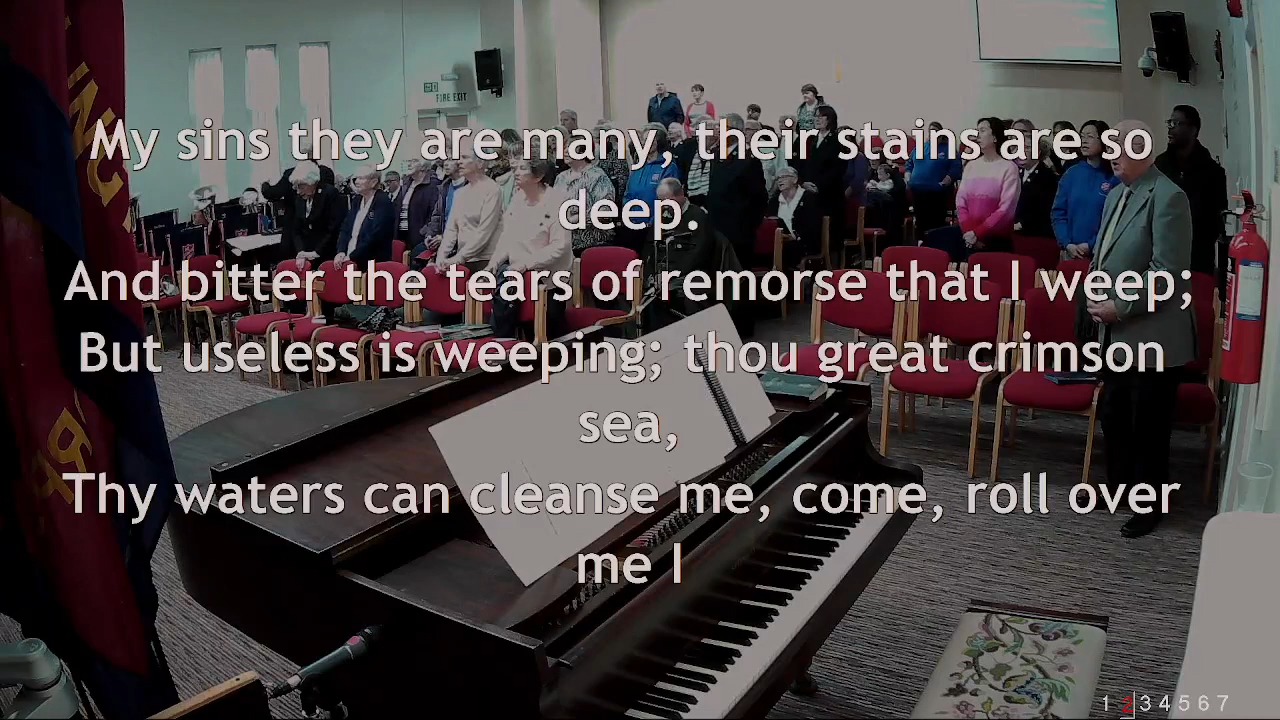 FIRE EXIT
My sins they are many, their stains are so
deep.
And bitter the tears of remorse that I weep;
But useless is weeping; thou great crimson
sea,
Thy waters can cleanse me, come, roll over
me I
1 2 3 4 5 6 7